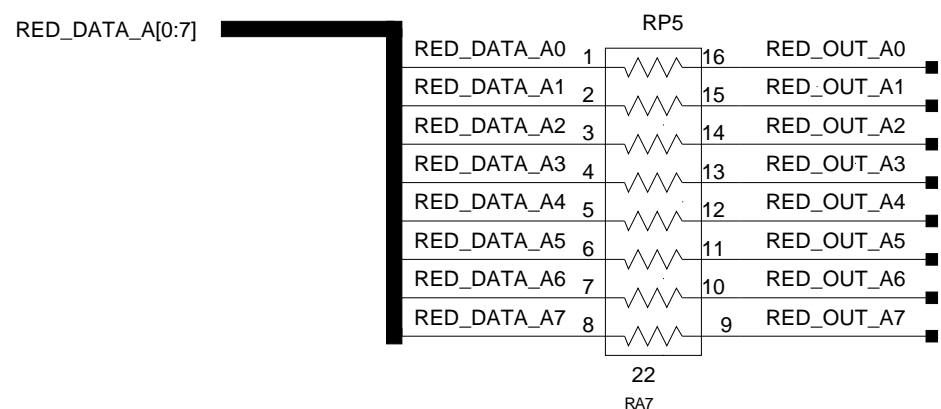 RP5
RED_DATA_A[0:7]
RED_DATA_A0 1 16 RED_OUT_A0
RED_DATA_A1 2 15 RED_OUT_A1
RED_DATA_A2 3 14 RED_OUT_A2
RED_DATA_A3 4 13 RED_OUT_A3
RED_DATA_A4 5 12 RED_OUT_A4
RED_DATA_A5 6 11 RED_OUT_A5
RED_DATA_A6 7 10 RED_OUT_A6
RED_DATA_A7 8 9 RED_OUT_A7
22
RA7